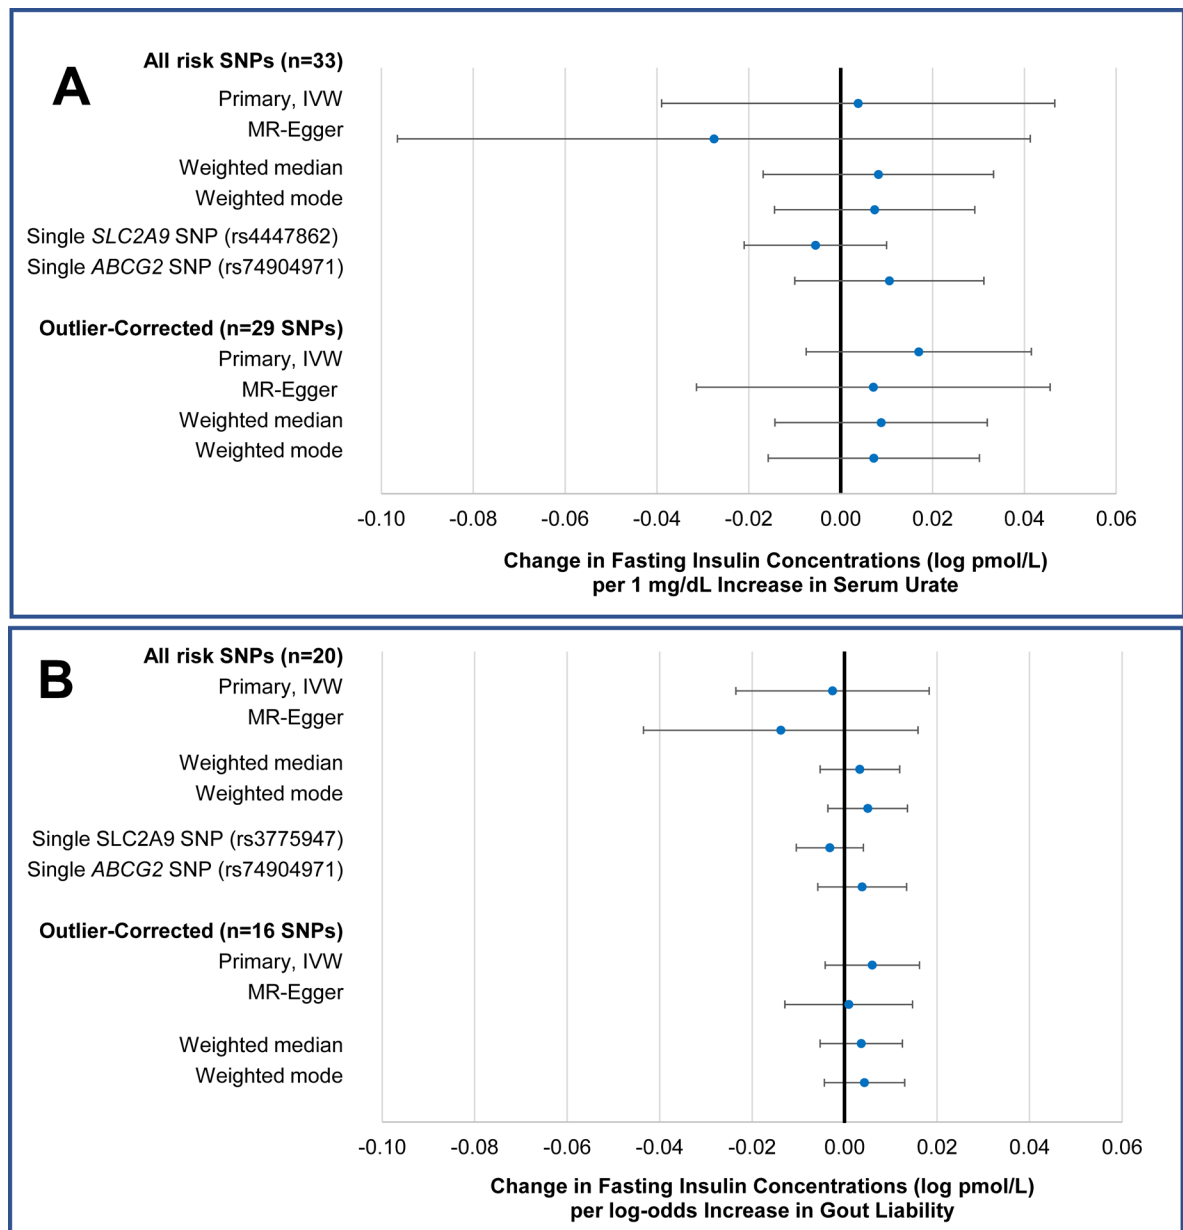 A
All risk SNPs (n=33)
Primary, IVW
MR-Egger
Weighted median
Weighted mode
Single SLC2A9 SNP (rs4447862)
Single ABCG2 SNP (rs74904971)
Outlier-Corrected (n=29 SNPs)
Primary, IVW
MR-Egger
Weighted median
Weighted mode
-0.10 -0.08 -0.06 -0.04 -0.02 0.00 0.02 0.04 0.06
Change in Fasting Insulin Concentrations (log pmol/L)
per 1 mg/dL Increase in Serum Urate
B
All risk SNPs (n=20)
Primary, IVW
MR-Egger
Weighted median
Weighted mode
Single SLC2A9 SNP (rs3775947)
Single ABCG2 SNP (rs74904971)
Outlier-Corrected (n=16 SNPs)
Primary, IVW
MR-Egger
Weighted median
Weighted mode
-0.10 -0.08 -0.06 -0.04 -0.02 0.00 0.02 0.04 0.06
Change in Fasting Insulin Concentrations (log pmol/L)
per log-odds Increase in Gout Liability